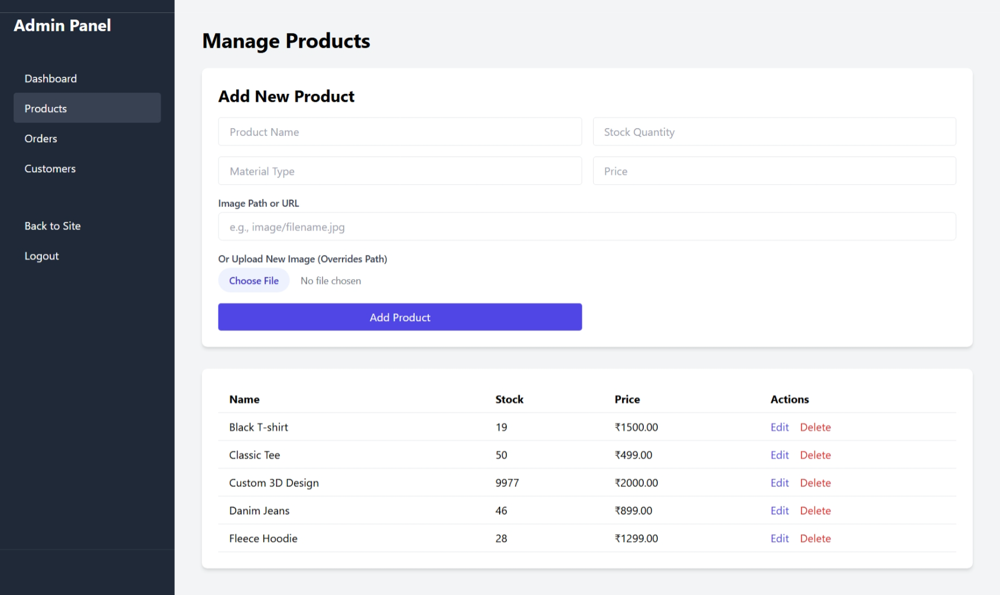 Admin Panel
Dashboard
Products
Orders
Customers
Back to Site
Logout
Manage Products
Add New Product
Product Name
Stock Quantity
Material Type
Price
Image Path or URL
e.g., image/filename.jpg
Or Upload New Image (Overrides Path)
Choose File No file chosen
Add Product
Name Stock Price Actions
Black T-shirt 19 ₹1500.00 Edit Delete
Classic Tee 50 ₹499.00 Edit Delete
Custom 3D Design 9977 ₹2000.00 Edit Delete
Danim Jeans 46 ₹899.00 Edit Delete
Fleece Hoodie 28 ₹1299.00 Edit Delete